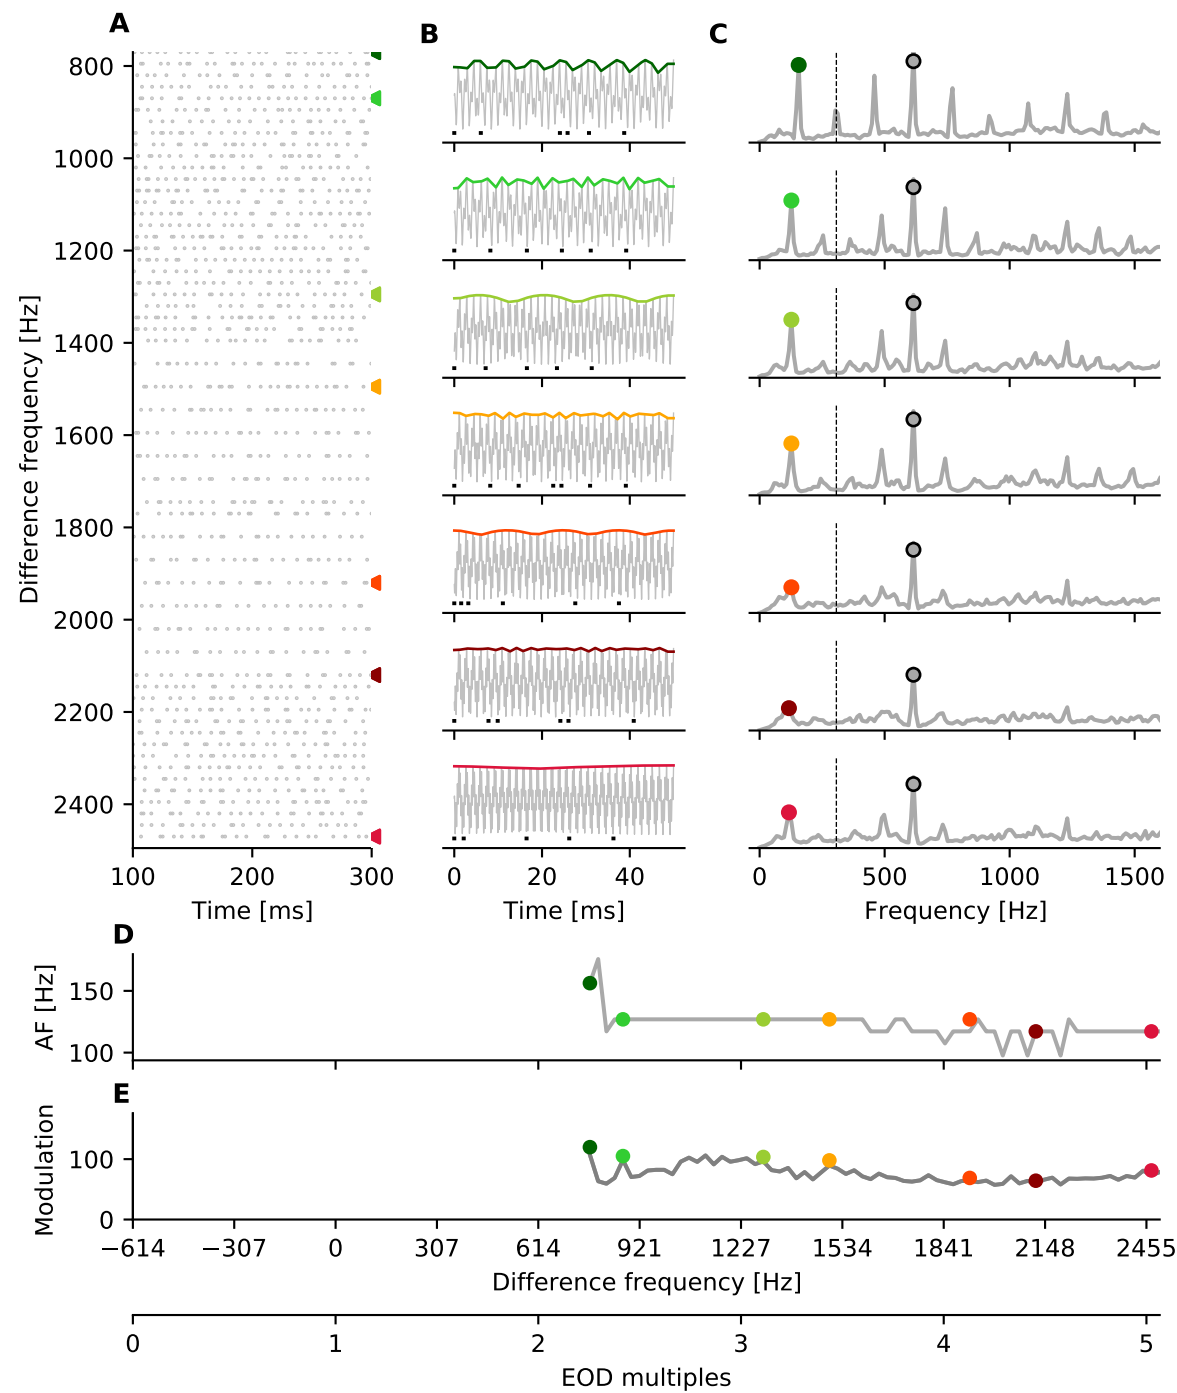 A
B
C
800
1000
1200
1400
1600
1800
2000
2200
2400
Difference frequency [Hz]
100 200 300
0 20 40
0 500 1000 1500
Time [ms]
Time [ms]
Frequency [Hz]
D
AF [Hz]
150
100
E
Modulation
100
0
−614 −307 0 307 614 921 1227 1534 1841 2148 2455
Difference frequency [Hz]
0 1 2 3 4 5
EOD multiples